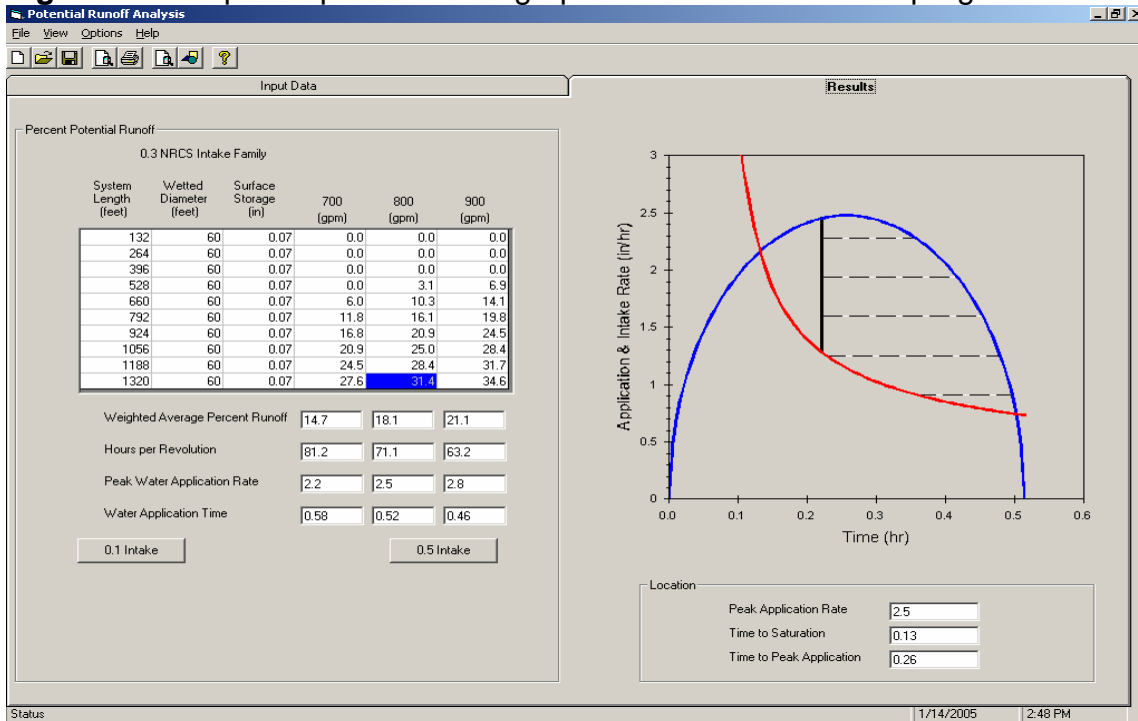 Potential Runoff Analysis
File View Options Help
Input Data
Results
Percent Potential Runoff
0.3 NRCS Intake Family
System Length (feet) Wetted Diameter (feet) Surface Storage (in) 700 (gpm) 800 (gpm) 900 (gpm)
132 60 0.07 0.0 0.0 0.0
264 60 0.07 0.0 0.0 0.0
396 60 0.07 0.0 0.0 0.0
528 60 0.07 0.0 3.1 6.9
660 60 0.07 6.0 10.3 14.1
792 60 0.07 11.8 16.1 19.8
924 60 0.07 16.8 20.9 24.5
1056 60 0.07 20.9 25.0 28.4
1188 60 0.07 24.5 28.4 31.7
1320 60 0.07 27.6 31.4 34.6
Weighted Average Percent Runoff 14.7 18.1 21.1
Hours per Revolution 81.2 71.1 63.2
Peak Water Application Rate 2.2 2.5 2.8
Water Application Time 0.58 0.52 0.46
0.1 Intake
0.5 Intake
Application & Intake Rate (in/hr)
3
2.5
2
1.5
1
0.5
0
0.0 0.1 0.2 0.3 0.4 0.5 0.6
Time (hr)
Location
Peak Application Rate 2.5
Time to Saturation 0.13
Time to Peak Application 0.26
Status
1/14/2005
2:48 PM